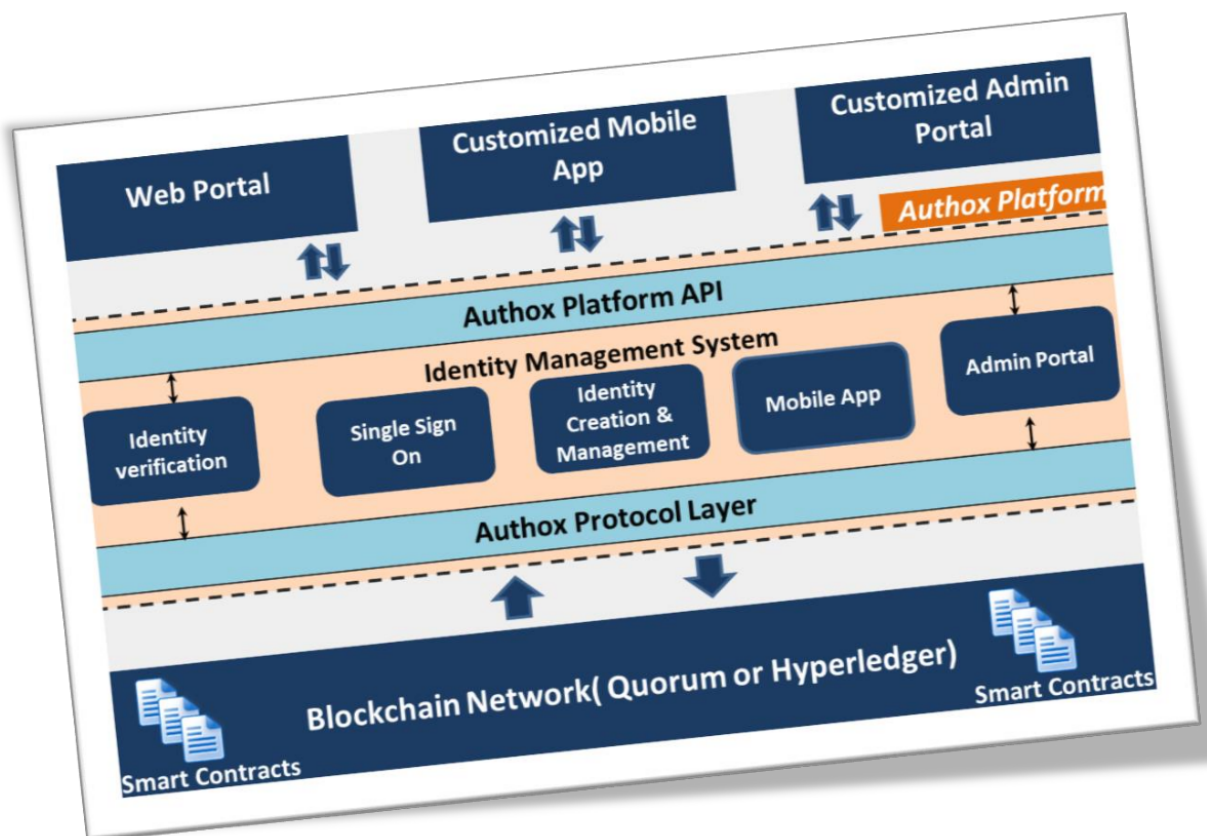 Web Portal
Customized Mobile
App
Customized Admin
Portal
Authox Platform
Authox Platform API
Identity Management System
Identity
verification
Single Sign
On
Identity
Creation &
Management
Mobile App
Admin Portal
Authox Protocol Layer
Blockchain Network( Quorum or Hyperledger)
Smart Contracts
Smart Contracts